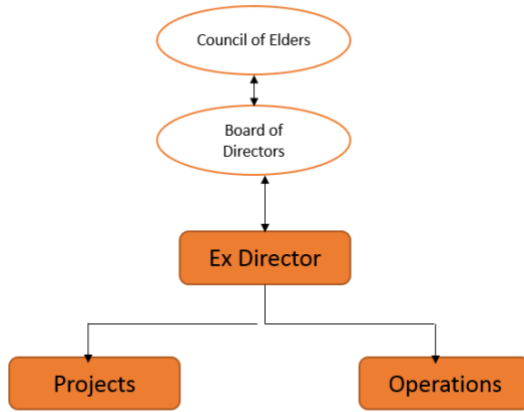 Council of Elders
Board of
Directors
Ex Director
Projects
Operations